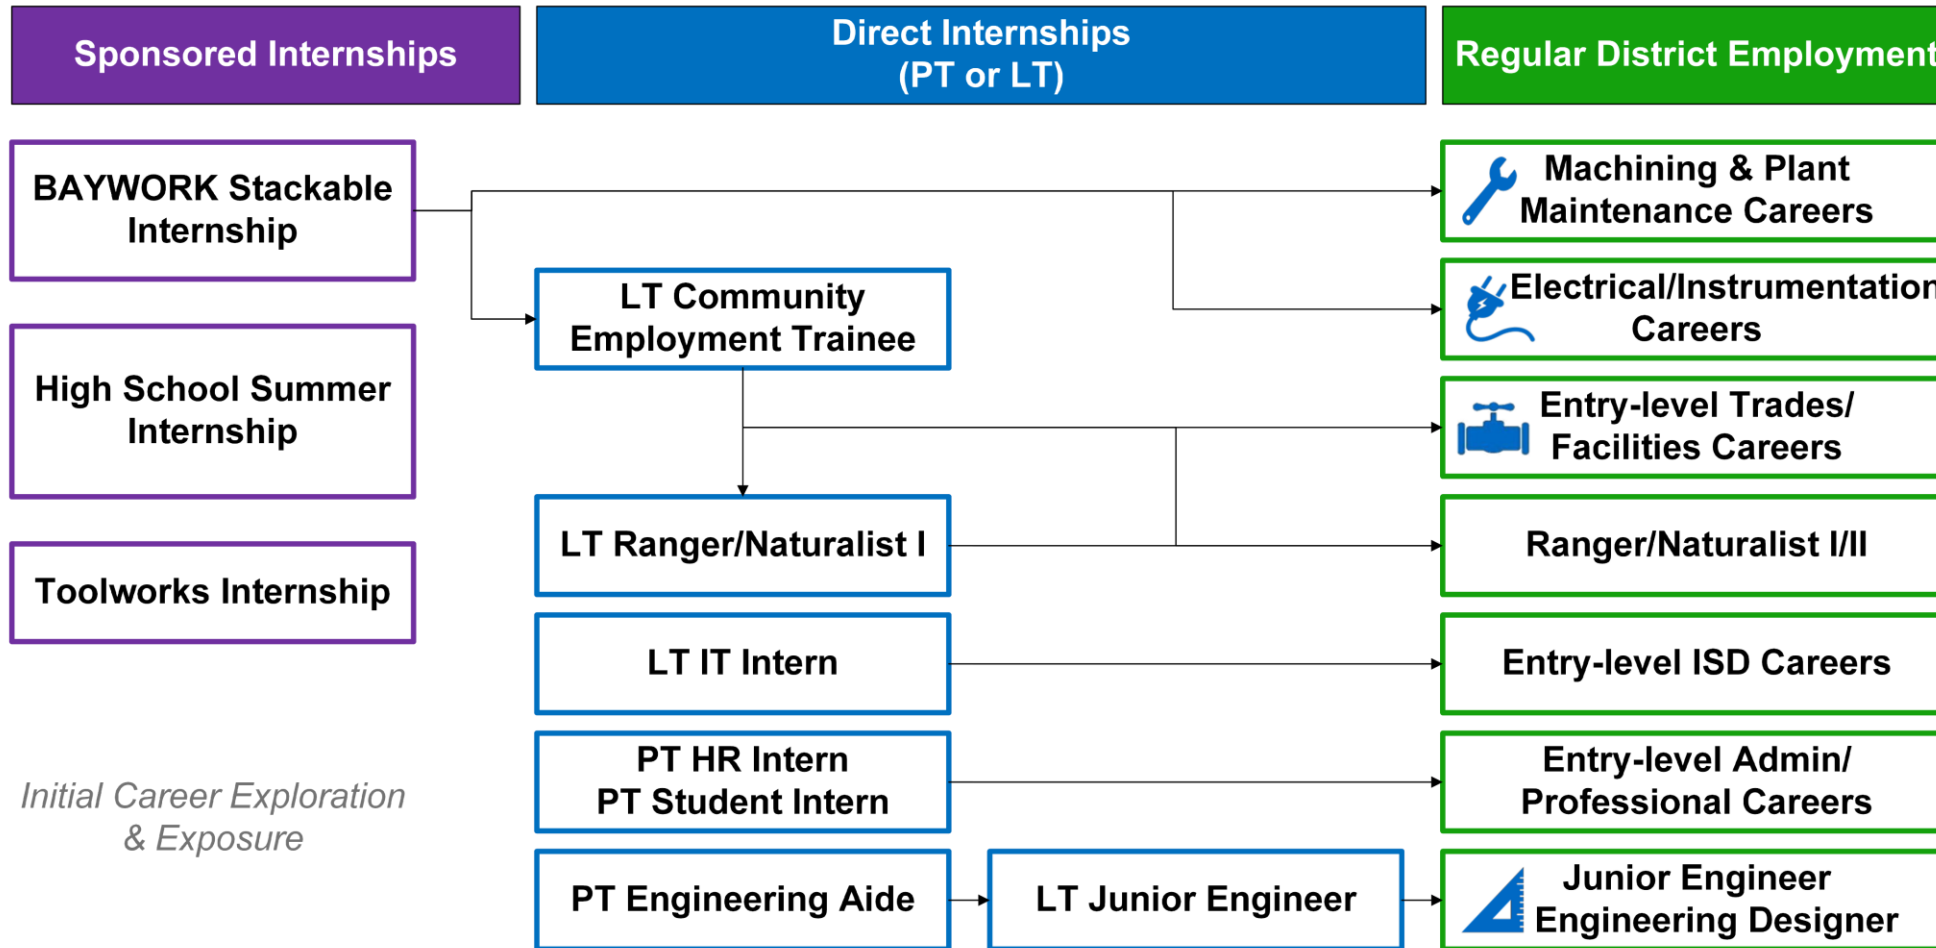 Sponsored Internships
Direct Internships
(PT or LT)
Regular District Employment
BAYWORK Stackable
Internship
High School Summer
Internship
Toolworks Internship
Initial Career Exploration
& Exposure
LT Community
Employment Trainee
LT Ranger/Naturalist I
LT IT Intern
PT HR Intern
PT Student Intern
PT Engineering Aide
LT Junior Engineer
Machining & Plant
Maintenance Careers
Electrical/Instrumentation
Careers
Entry-level Trades/
Facilities Careers
Ranger/Naturalist I/II
Entry-level ISD Careers
Entry-level Admin/
Professional Careers
Junior Engineer
Engineering Designer